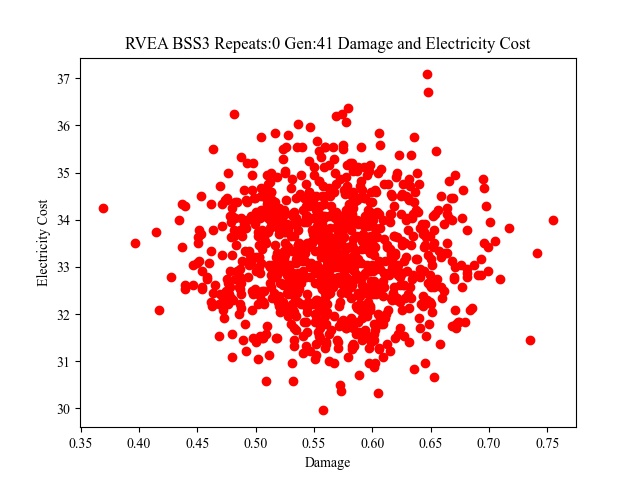 RVEA BSS3 Repeats:0 Gen:41 Damage and Electricity Cost
37
36
35
34
33
32
31
30
Electricity Cost
0.35 0.40 0.45 0.50 0.55 0.60 0.65 0.70 0.75
Damage